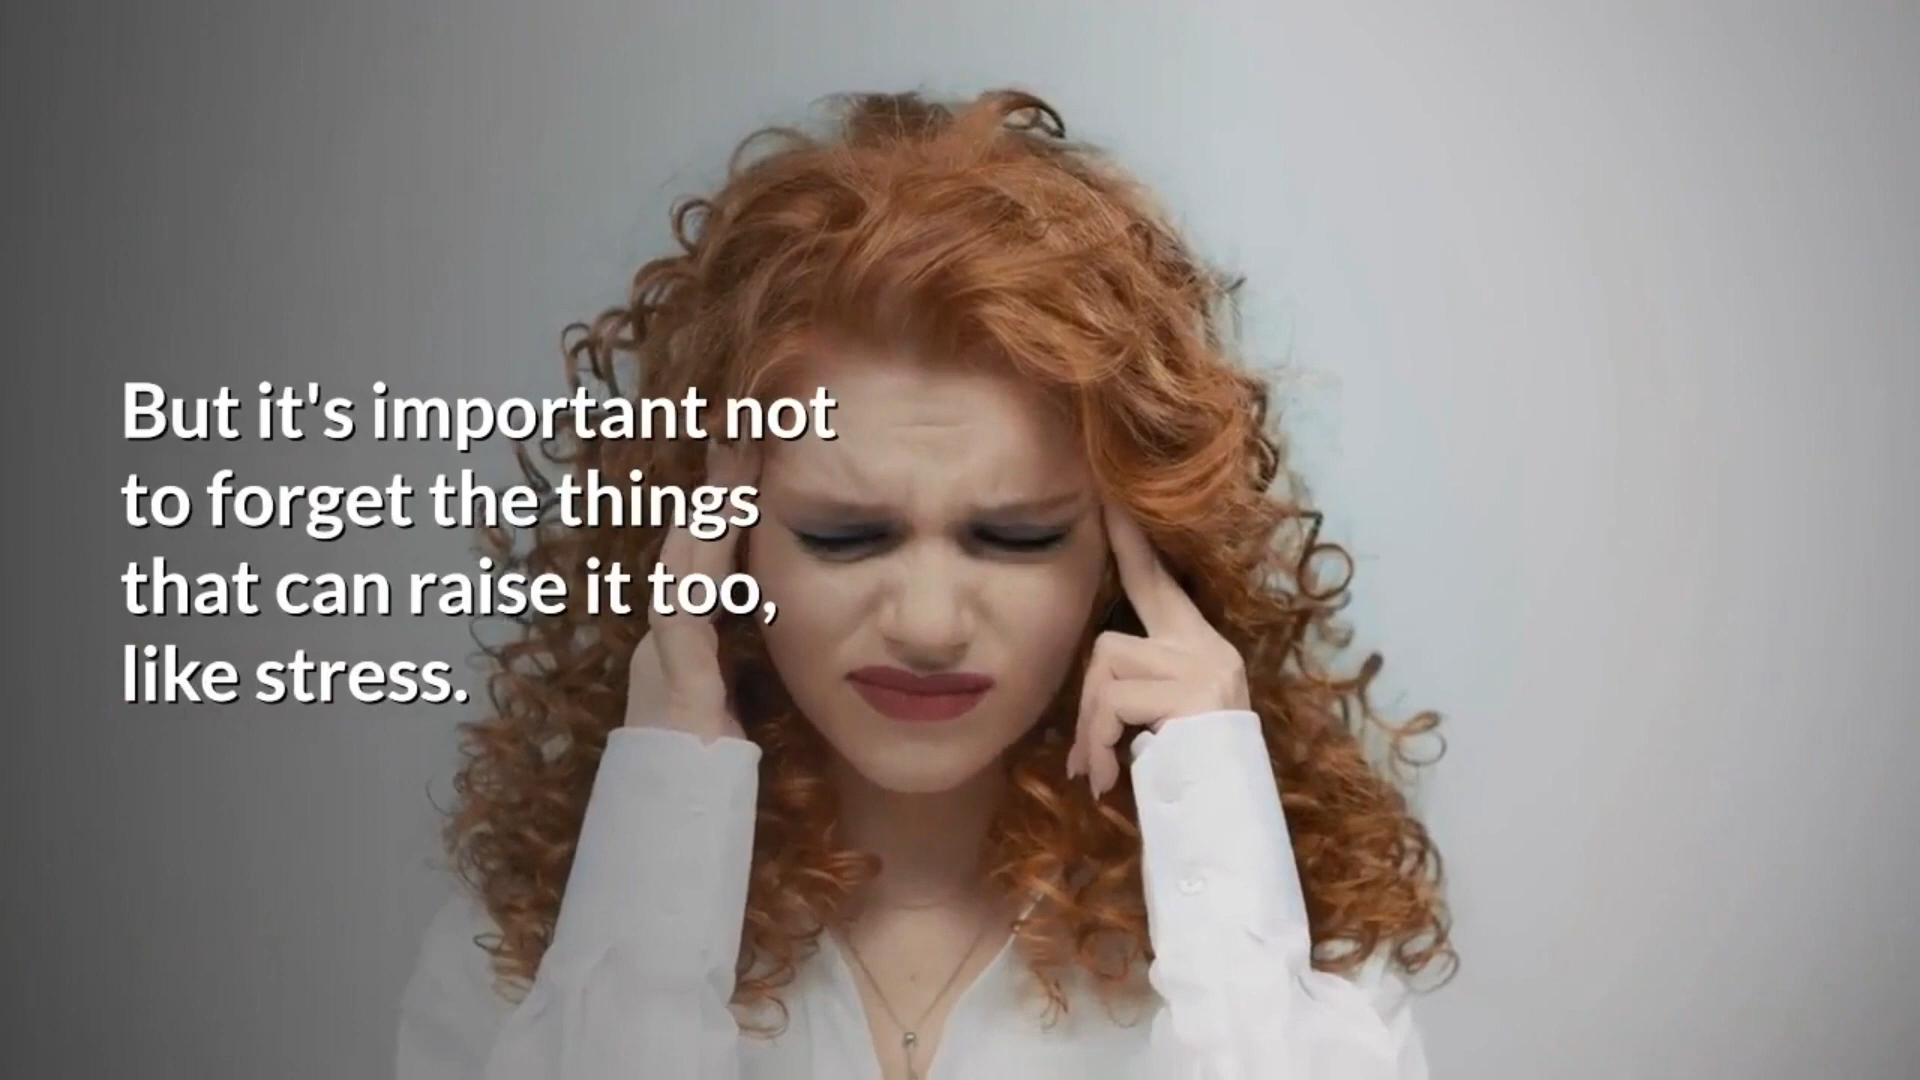 But it's important not
to forget the things
that can raise it too,
like stress.